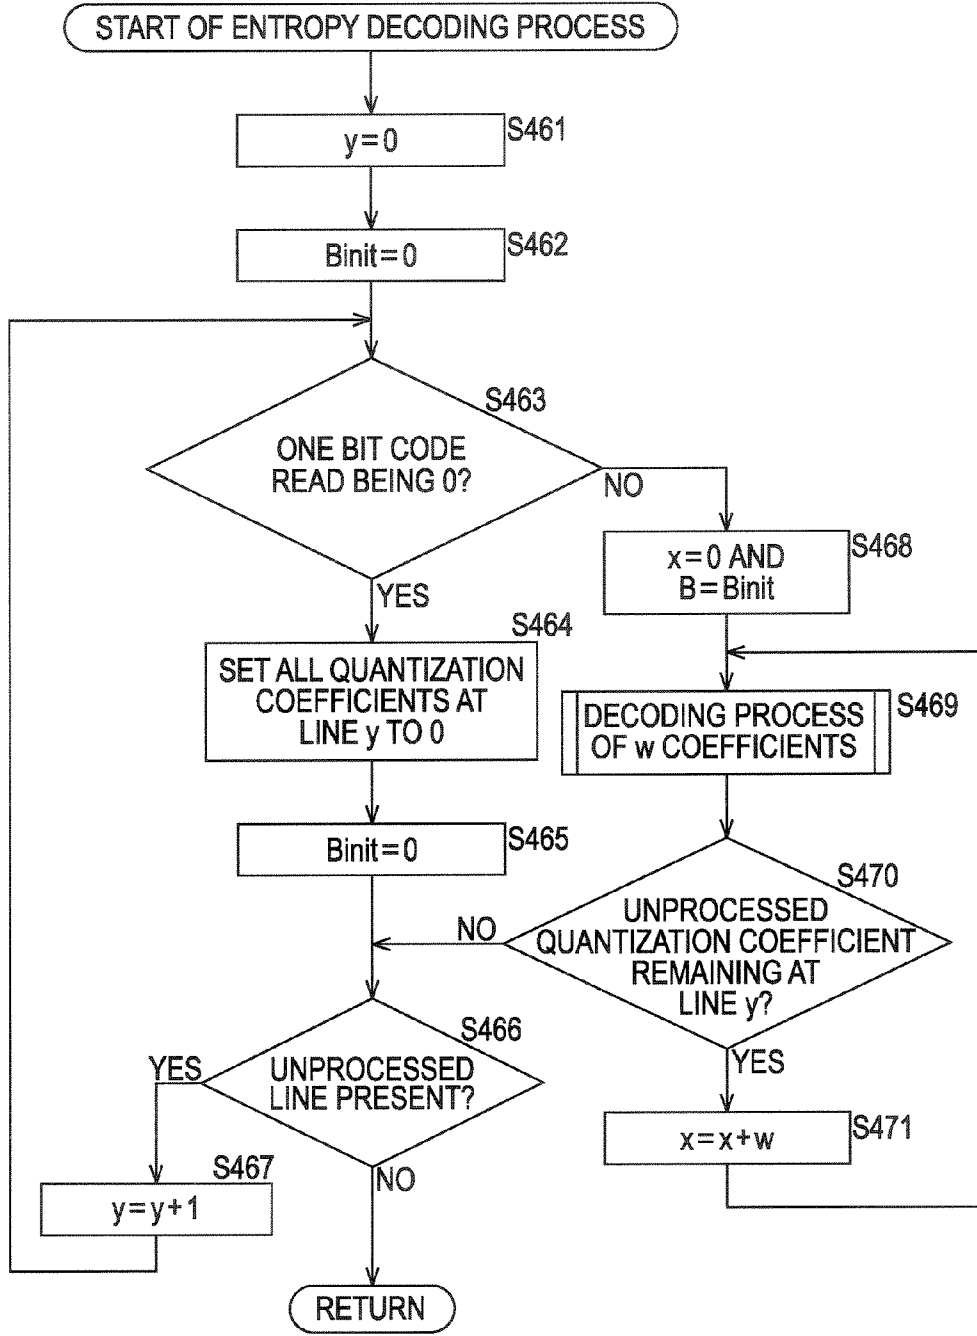 START OF ENTROPY DECODING PROCESS
y=0
S461
Binit=0
S462
S463
ONE BIT CODE
READ BEING 0?
NO
YES
x=0 AND
B=Binit
S468
S464
SET ALL QUANTIZATION
COEFFICIENTS AT
LINE y TO 0
DECODING PROCESS
OF w COEFFICIENTS
S469
Binit=0
S465
S470
UNPROCESSED
QUANTIZATION COEFFICIENT
REMAINING AT
LINE y?
NO
YES
S466
UNPROCESSED
LINE PRESENT?
YES
NO
x=x+w
S471
S467
y=y+1
RETURN